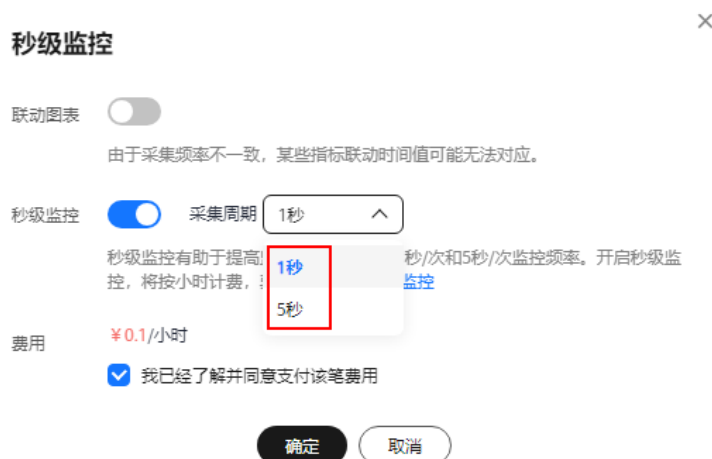 秒级监控
联动图表
由于采集频率不一致，某些指标联动时间值可能无法对应。
秒级监控 采集周期 1秒
秒级监控有助于提高 秒/次和5秒/次监控频率。开启秒级监
1秒
控，将按小时计费， 监控
5秒
费用
￥0.1/小时
我已经了解并同意支付该笔费用
确定 取消